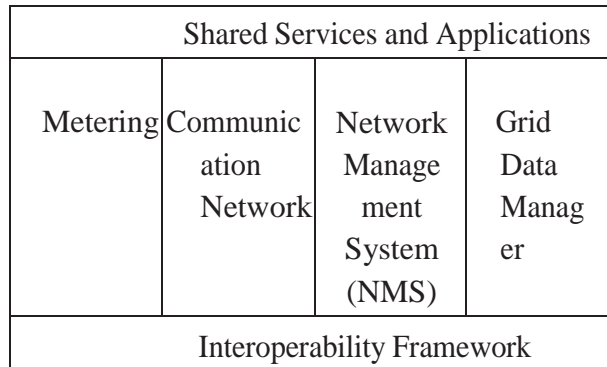 Shared Services and Applications
Metering
Communic
ation
Network
Network
Manage
ment
System
(NMS)
Grid
Data
Manag
er
Interoperability Framework